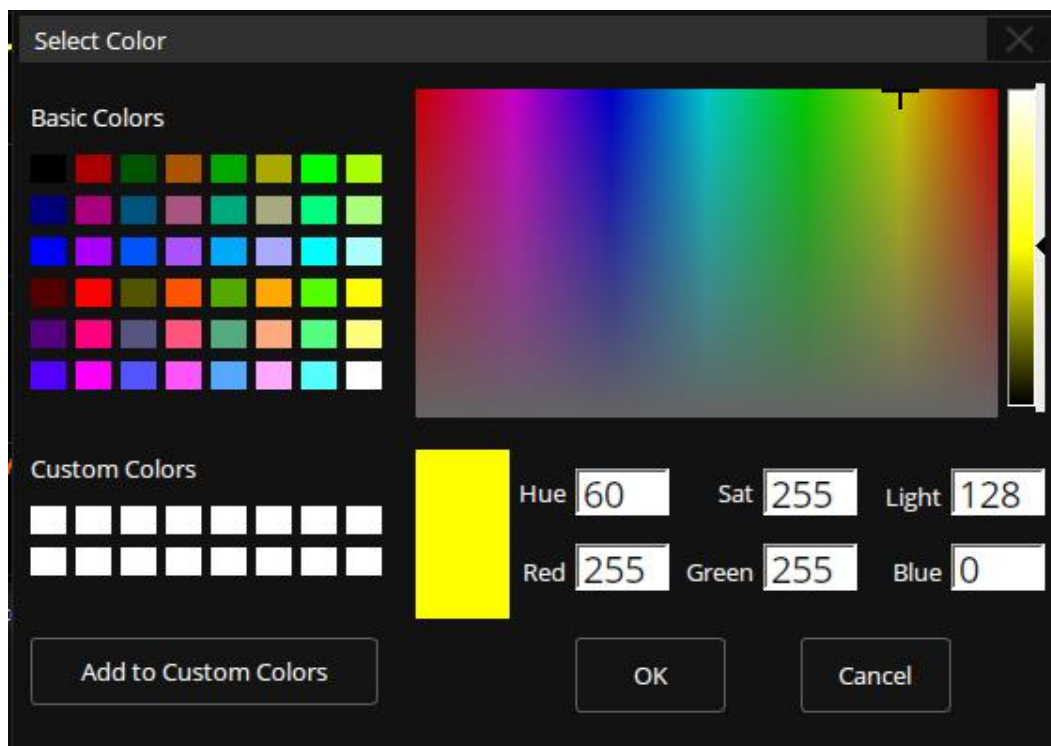 Select Color
Basic Colors
Custom Colors
Hue 60 Sat 255 Light 128
Red 255 Green 255 Blue 0
Add to Custom Colors OK Cancel